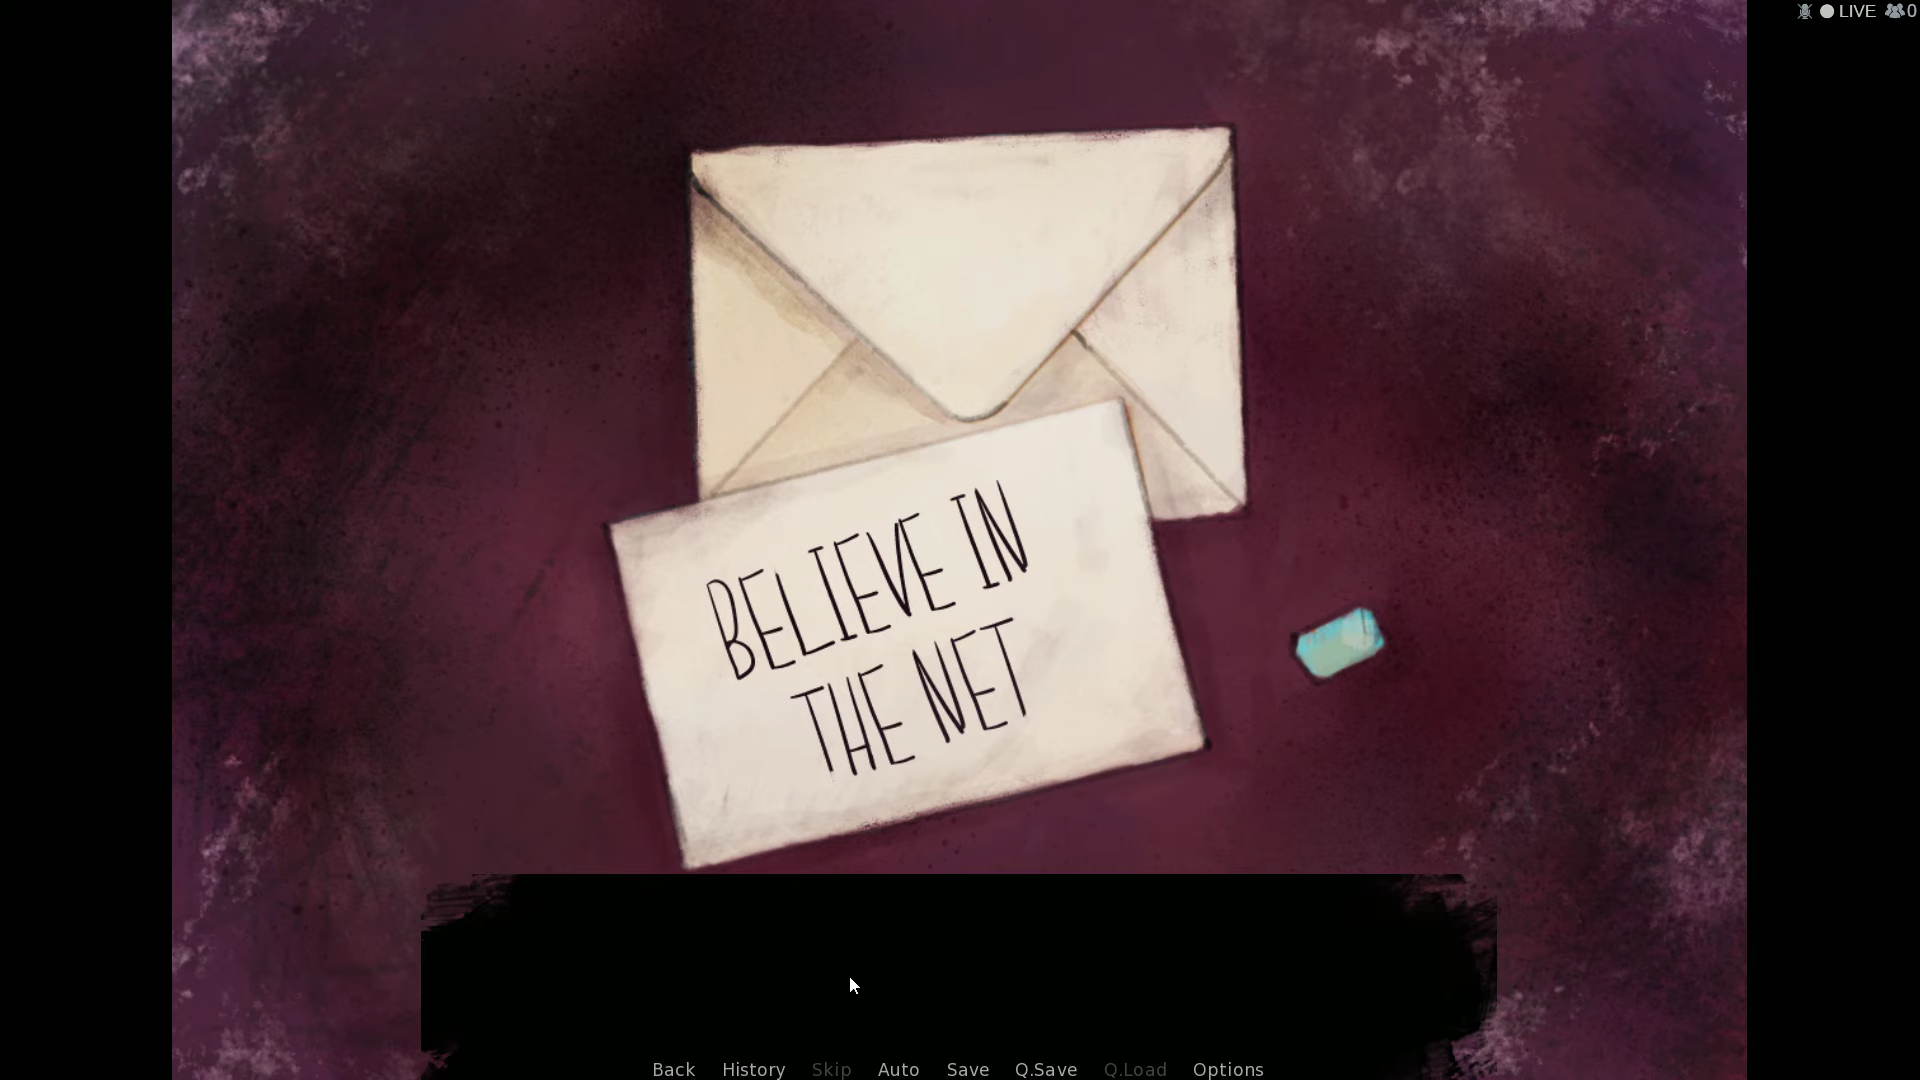 LIVE 0
BELIEVE IN
THE NET
Back History Skip Auto Save Q.Save Q.Load Options